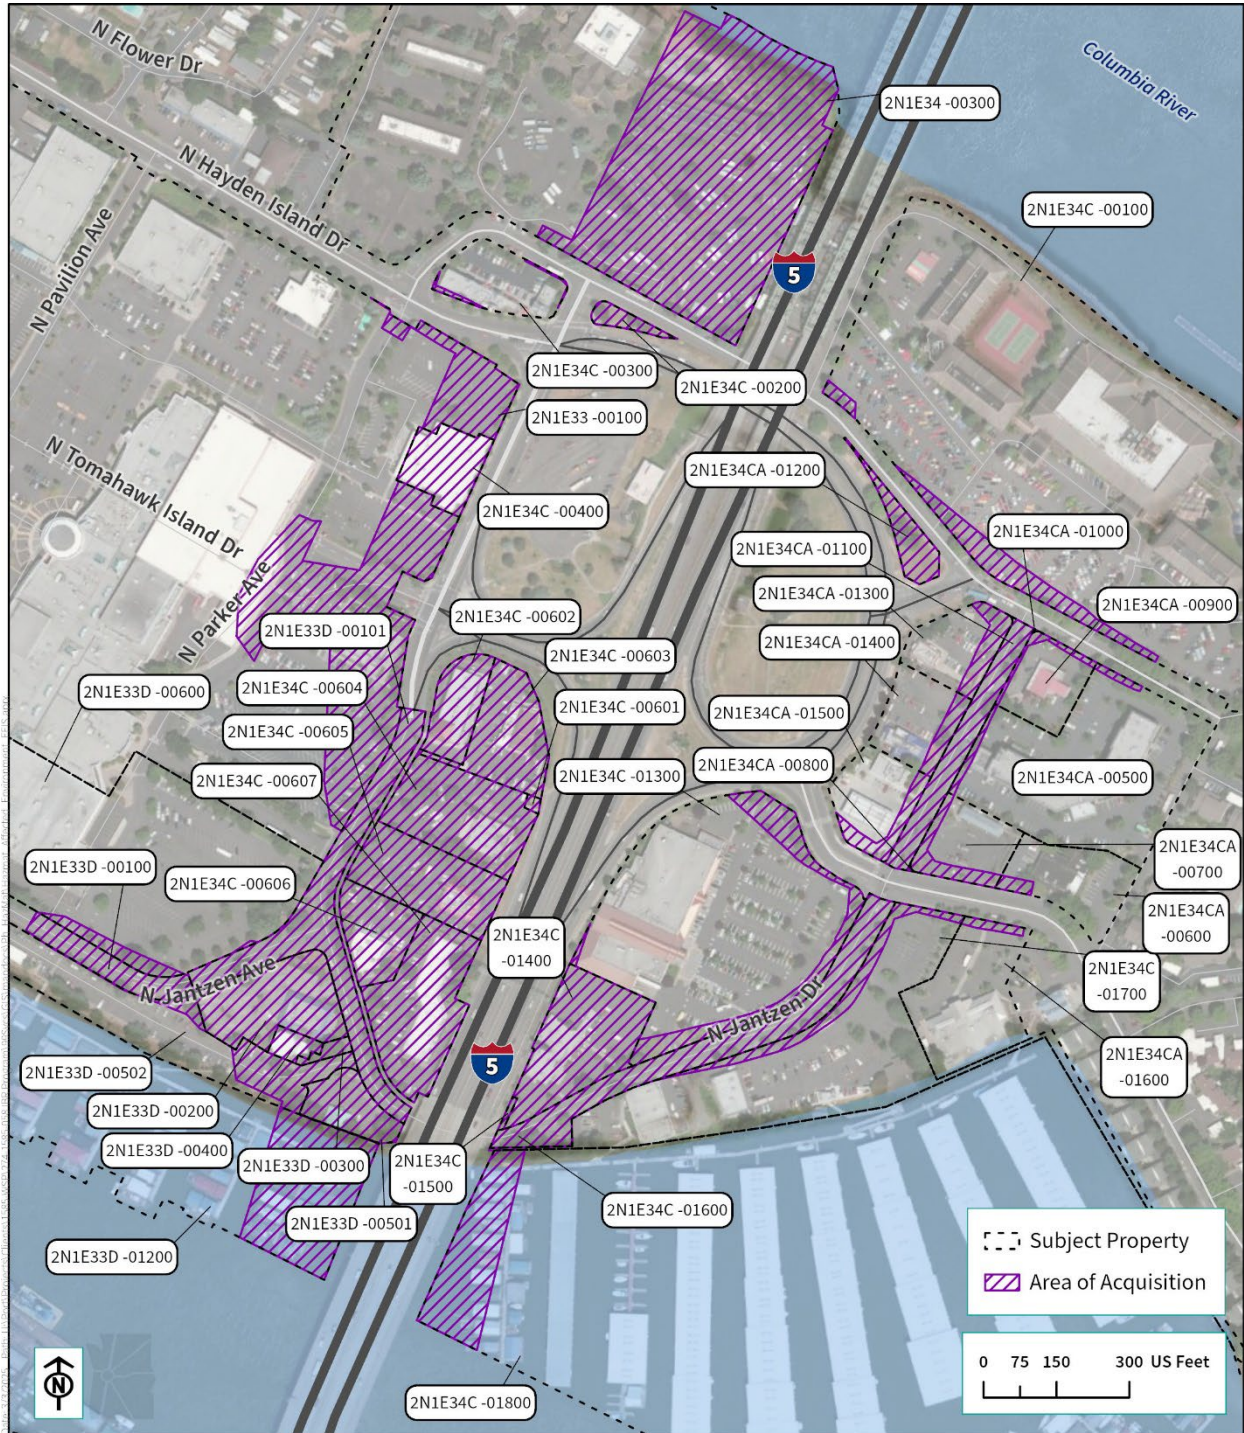 N Flower Dr
Columbia River
2N1E34 -00300
N Hayden Island Dr
2N1E34C -00100
N Pavilion Ave
5
2N1E34C -00300
2N1E34C -00200
2N1E33 -00100
N Tomahawk Island Dr
2N1E34CA -01200
2N1E34C -00400
2N1E34CA -01000
2N1E34CA -01100
2N1E34CA -01300
2N1E34CA -00900
N Parker Ave
2N1E34C -00602
2N1E33D -00101
2N1E34CA -01400
2N1E34C -00603
2N1E33D -00600
2N1E34C -00604
2N1E34C -00601
2N1E34CA -01500
2N1E34C -00605
2N1E34C -01300
2N1E34CA -00800
2N1E34C -00607
2N1E34CA -00500
2N1E34CA
-00700
2N1E33D -00100
2N1E34C -00606
2N1E34CA
-00600
2N1E34C
-01400
2N1E34C
-01700
N Jantzen Ave
N Jantzen Dr
5
2N1E33D -00502
2N1E34CA
-01600
2N1E33D -00200
2N1E33D -00400
2N1E33D -00300
2N1E34C
-01500
2N1E33D -00501
2N1E34C -01600
2N1E33D -01200
Subject Property
Area of Acquisition
N
0 75 150 300 US Feet
2N1E34C -01800